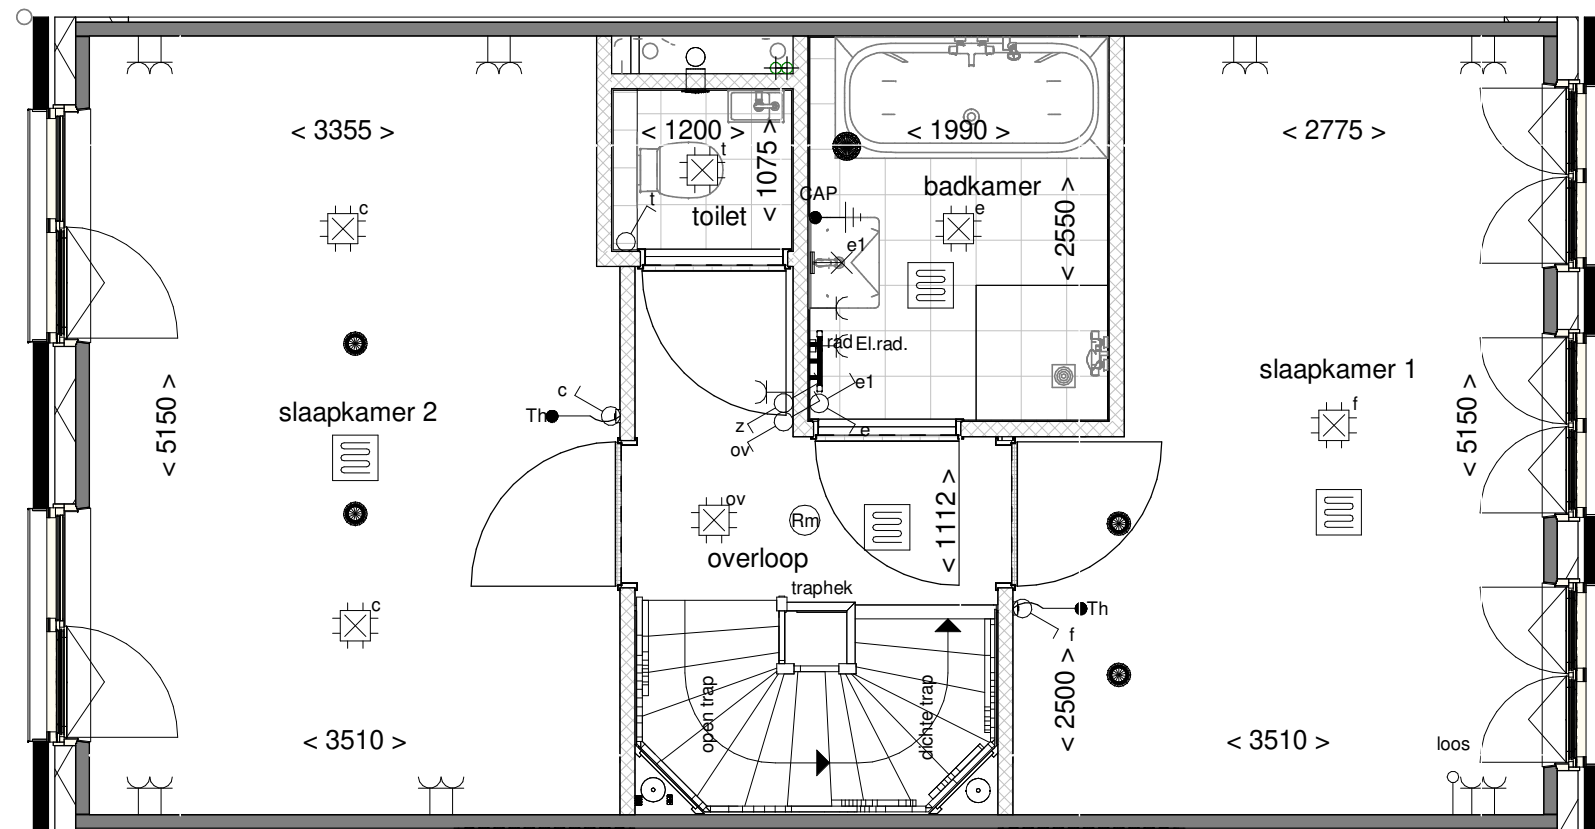 < 3355 >
< 1200 >
< 1990 >
< 2775 >
t
< 1075 >
CAP
badkamer
t
toilet
c
e
< 2550 >
e1
rad
El.rad.
slaapkamer 1
e1
c
Th
slaapkamer 2
f
z
e
ov
< 5150 >
< 5150 >
ov
Rm
< 1112 >
overloop
traphek
c
Th
f
open trap
dichte trap
< 2500 >
< 3510 >
< 3510 >
loos